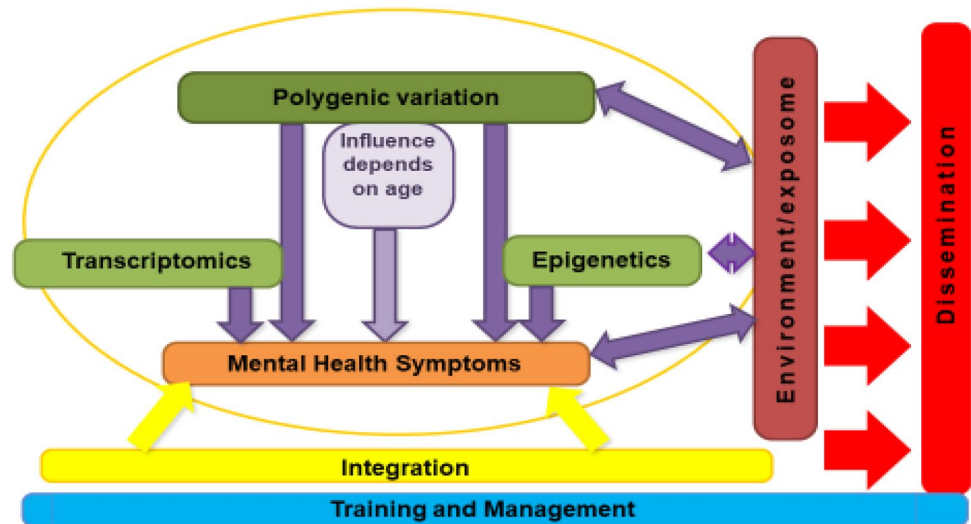 Polygenic variation
Influence
depends
on age
Transcriptomics
Epigenetics
Mental Health Symptoms
Integration
Training and Management
Environment/exposome
Dissemination